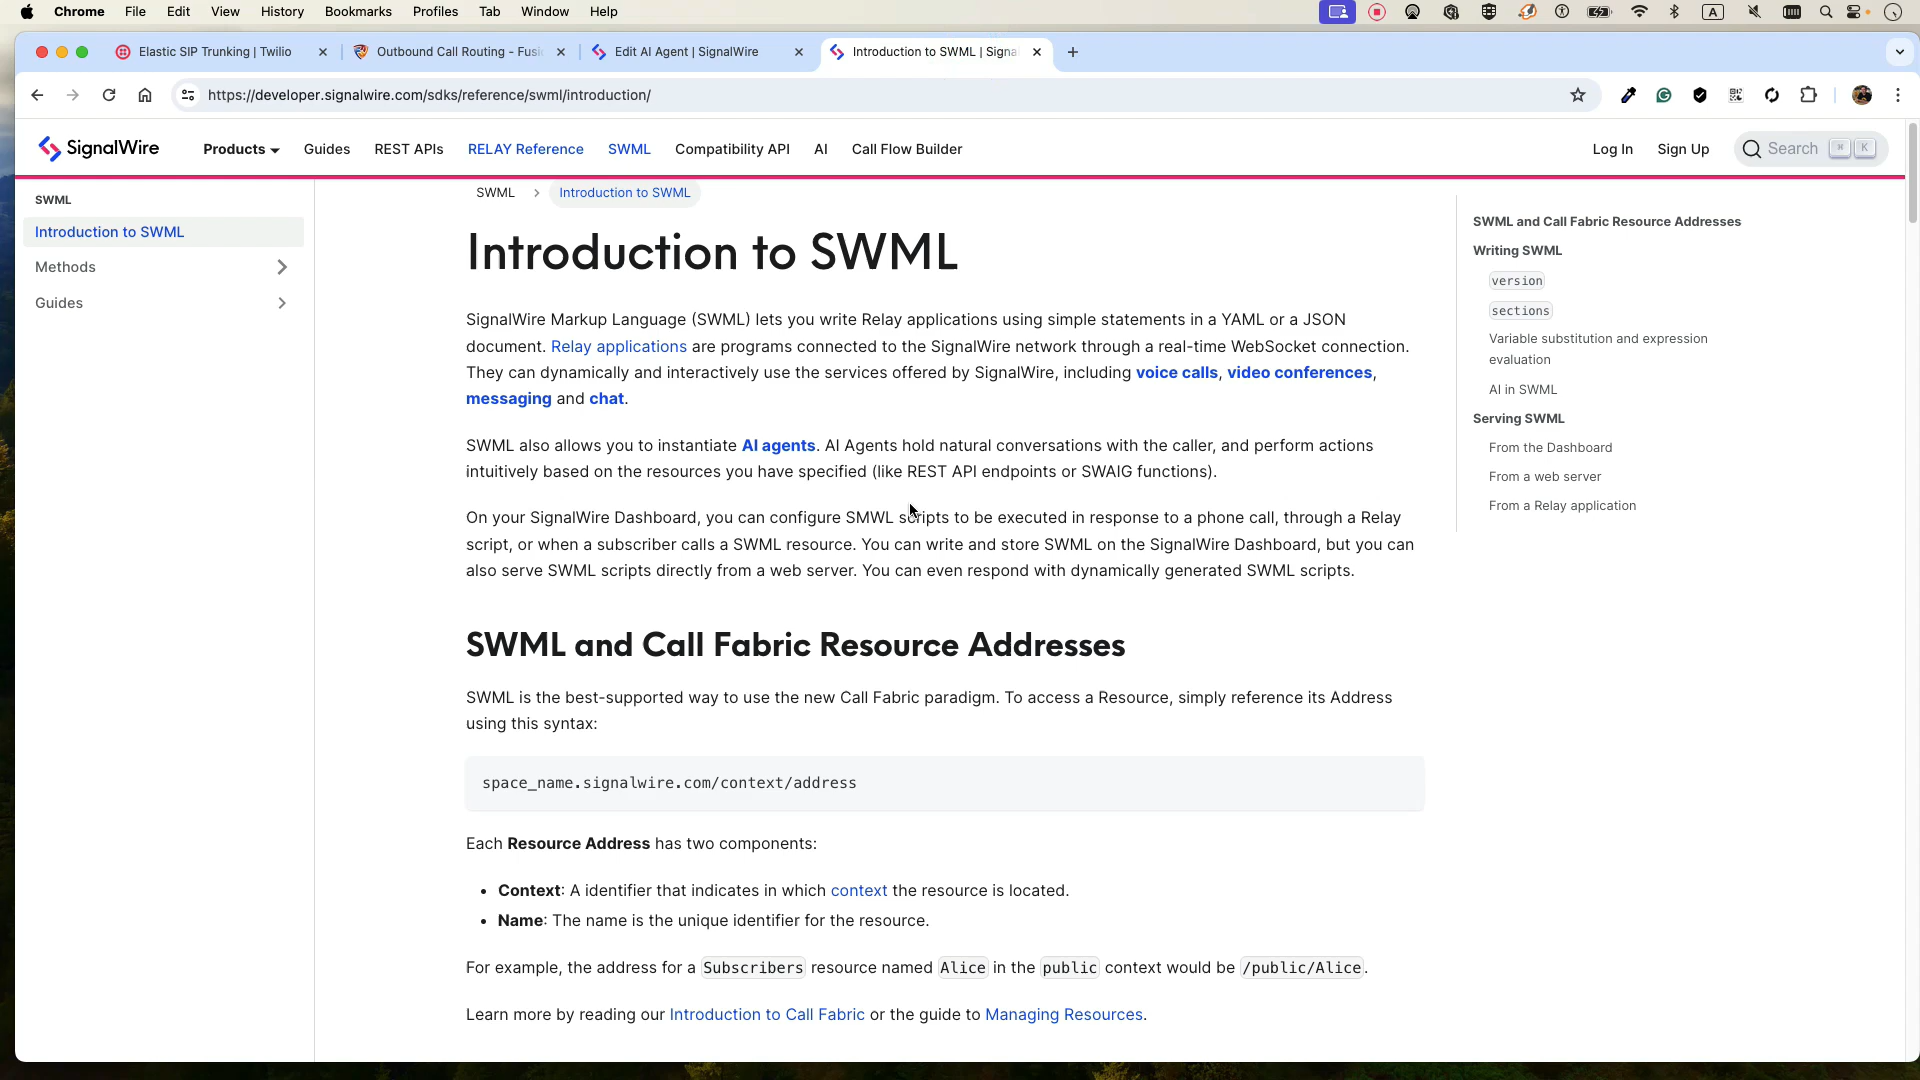 Chrome File Edit View History Bookmarks Profiles Tab Window Help A
Elastic SIP Trunking | Twilio
Outbound Call Routing - Fusi
Edit AI Agent | SignalWire
Introduction to SWML | Signa
https://developer.signalwire.com/sdks/reference/swml/introduction/
SignalWire
Products Guides REST APIs RELAY Reference SWML Compatibility API AI Call Flow Builder
Log In Sign Up Search ⌘ K
SWML
Introduction to SWML
Methods
Guides
SWML > Introduction to SWML
Introduction to SWML
SignalWire Markup Language (SWML) lets you write Relay applications using simple statements in a YAML or a JSON
document. Relay applications are programs connected to the SignalWire network through a real-time WebSocket connection.
They can dynamically and interactively use the services offered by SignalWire, including voice calls, video conferences,
messaging and chat.
SWML also allows you to instantiate AI agents. AI Agents hold natural conversations with the caller, and perform actions
intuitively based on the resources you have specified (like REST API endpoints or SWAIG functions).
On your SignalWire Dashboard, you can configure SMWL scripts to be executed in response to a phone call, through a Relay
script, or when a subscriber calls a SWML resource. You can write and store SWML on the SignalWire Dashboard, but you can
also serve SWML scripts directly from a web server. You can even respond with dynamically generated SWML scripts.
SWML and Call Fabric Resource Addresses
SWML is the best-supported way to use the new Call Fabric paradigm. To access a Resource, simply reference its Address
using this syntax:
space_name.signalwire.com/context/address
Each Resource Address has two components:
• Context: A identifier that indicates in which context the resource is located.
• Name: The name is the unique identifier for the resource.
For example, the address for a Subscribers resource named Alice in the public context would be /public/Alice.
Learn more by reading our Introduction to Call Fabric or the guide to Managing Resources.
SWML and Call Fabric Resource Addresses
Writing SWML
version
sections
Variable substitution and expression
evaluation
AI in SWML
Serving SWML
From the Dashboard
From a web server
From a Relay application